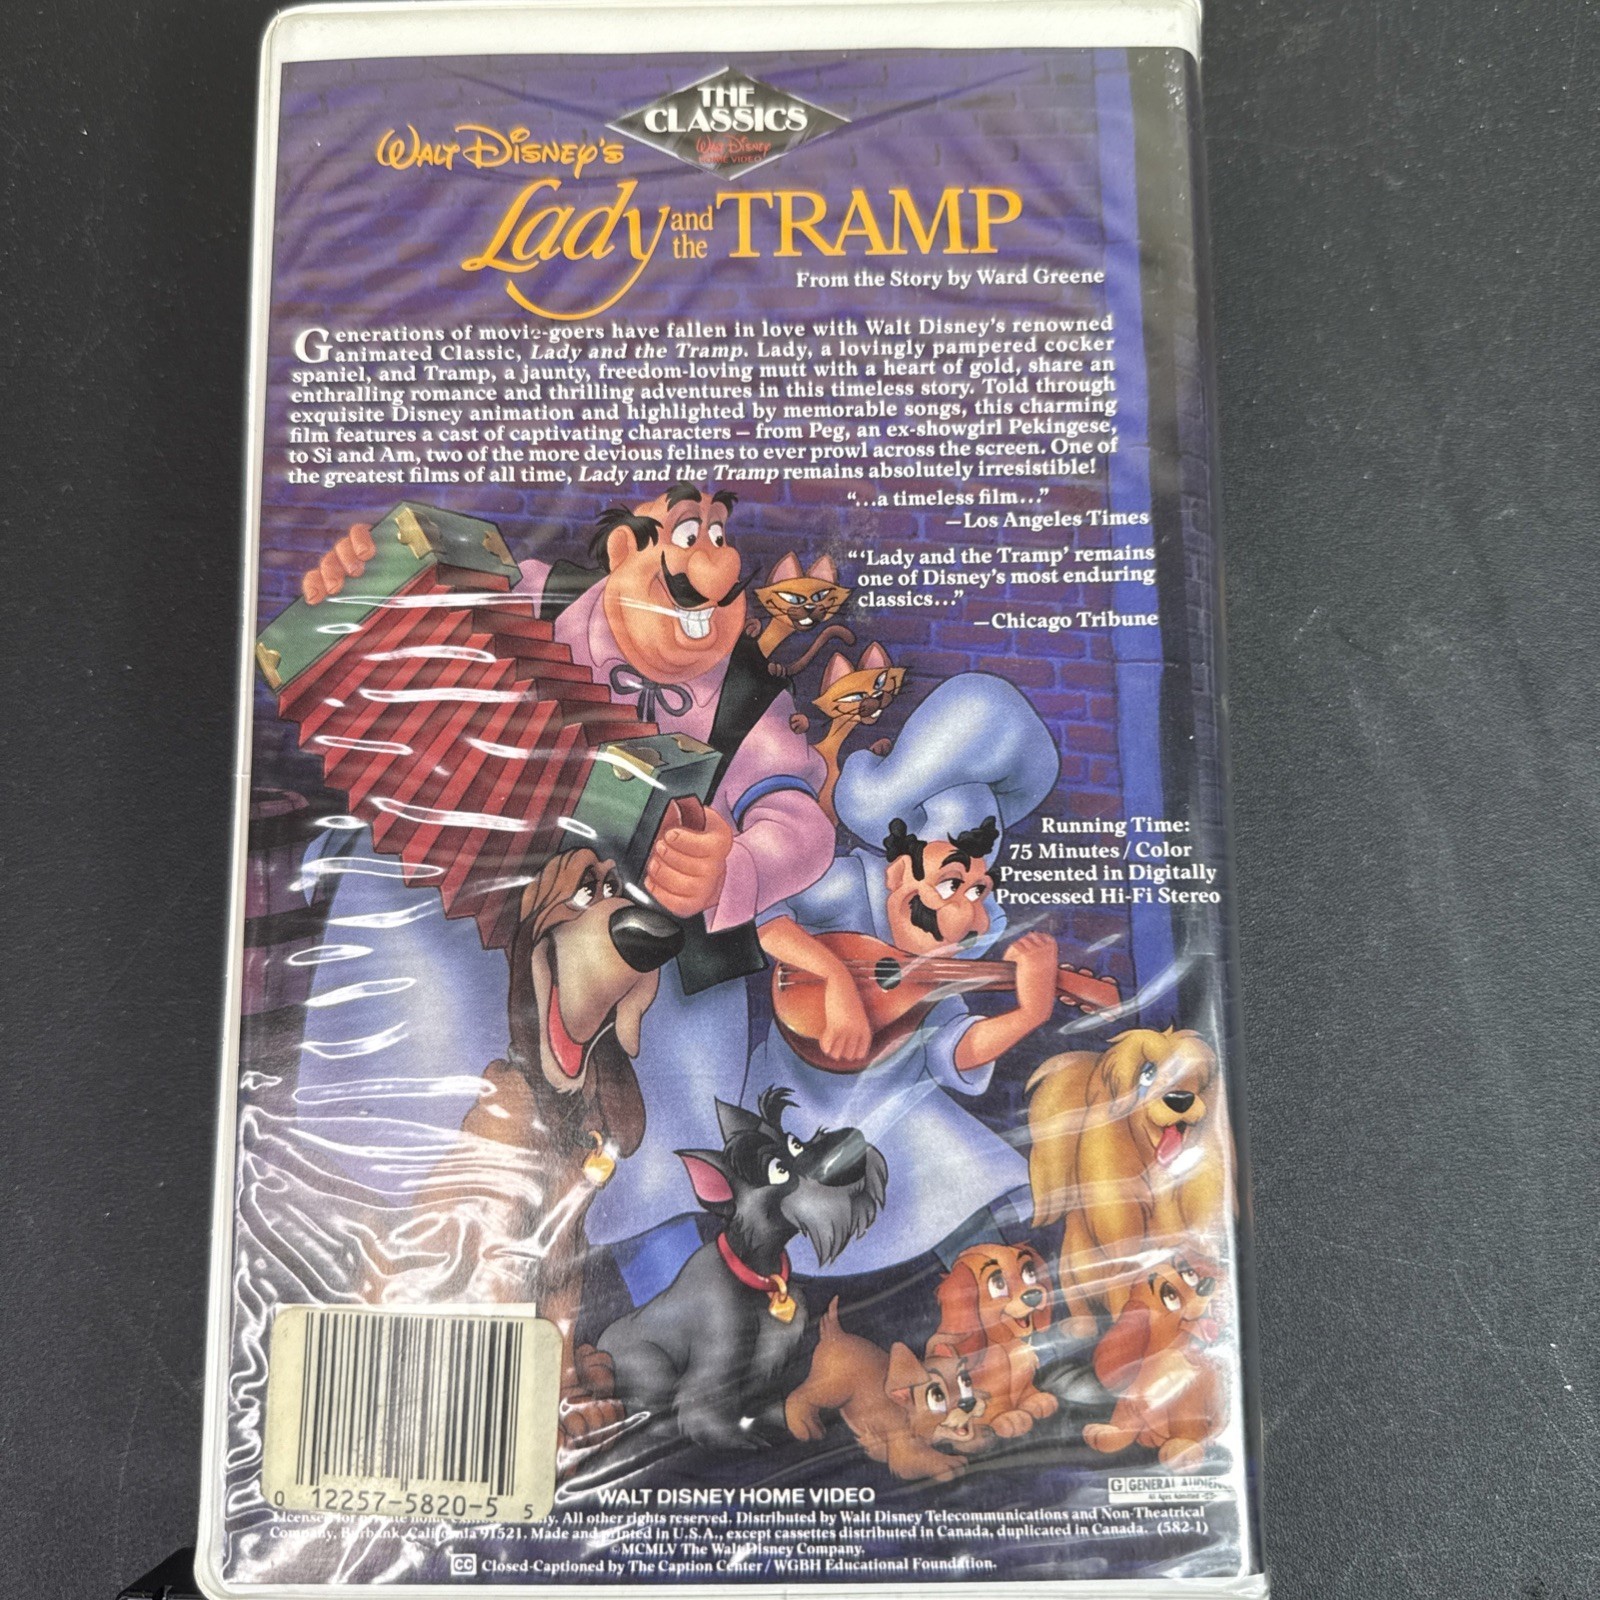 THE
CLASSICS
Walt Disney
HOME VIDEO
WALT DISNEY'S
Lady and the TRAMP
From the Story by Ward Greene
Generations of movie-goers have fallen in love with Walt Disney's renowned
animated Classic, Lady and the Tramp. Lady, a lovingly pampered cocker
spaniel, and Tramp, a jaunty, freedom-loving mutt with a heart of gold, share an
enthralling romance and thrilling adventures in this timeless story. Told through
exquisite Disney animation and highlighted by memorable songs, this charming
film features a cast of captivating characters – from Peg, an ex-showgirl Pekingese,
to Si and Am, two of the more devious felines to ever prowl across the screen. One of
the greatest films of all time, Lady and the Tramp remains absolutely irresistible!
“...a timeless film...”
—Los Angeles Times
“‘Lady and the Tramp’ remains
one of Disney's most enduring
classics...”
—Chicago Tribune
Running Time:
75 Minutes / Color
Presented in Digitally
Processed Hi-Fi Stereo
0 12257-5820-5 5
WALT DISNEY HOME VIDEO
G GENERAL
Licensed for private home All other rights reserved. Distributed by Walt Disney Telecommunications and Non-Theatrical
Company, Burbank, California 91521. Made and printed in U.S.A., except cassettes distributed in Canada, duplicated in Canada. (582-1)
©MCMLV The Walt Disney Company.
CC Closed-Captioned by The Caption Center / WGBH Educational Foundation.